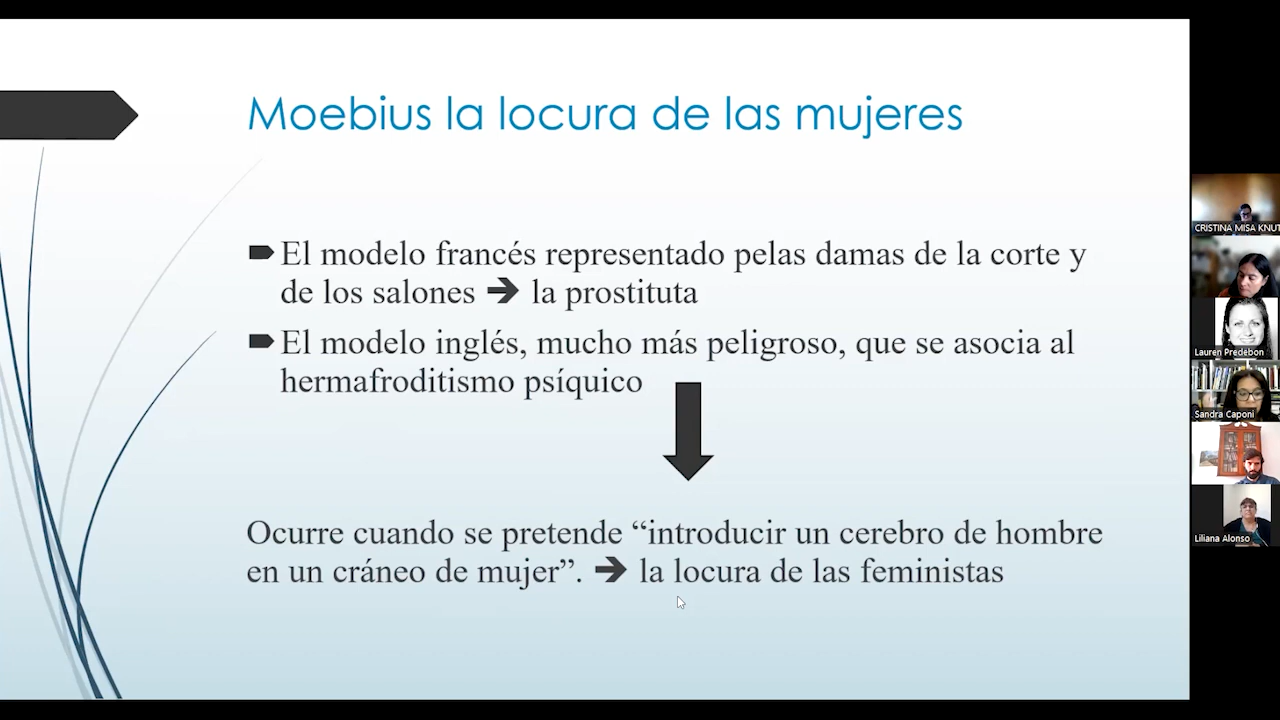 Moebius la locura de las mujeres
El modelo francés representado pelas damas de la corte y
de los salones ➔ la prostituta
El modelo inglés, mucho más peligroso, que se asocia al
hermafroditismo psíquico
Ocurre cuando se pretende “introducir un cerebro de hombre
en un cráneo de mujer”. ➔ la locura de las feministas
CRISTINA MISA KNUT
Lauren Predebon
Sandra Caponi
Liliana Alonso